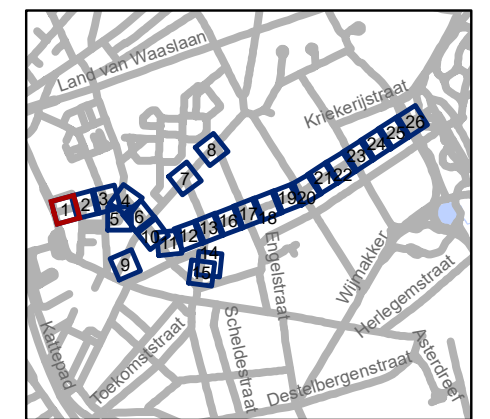 Land van Waaslaan
Kriekerijstraat
8
7
26
25
24
23
22
21
20
19
18
17
16
13
12
11
10
6
5
4
3
2
1
9
14
15
Engelstraat
Wijmakker
Herlegemstraat
Scheldestraat
Toekomststraat
Kattepad
Destelbergenstraat
Asterdreef